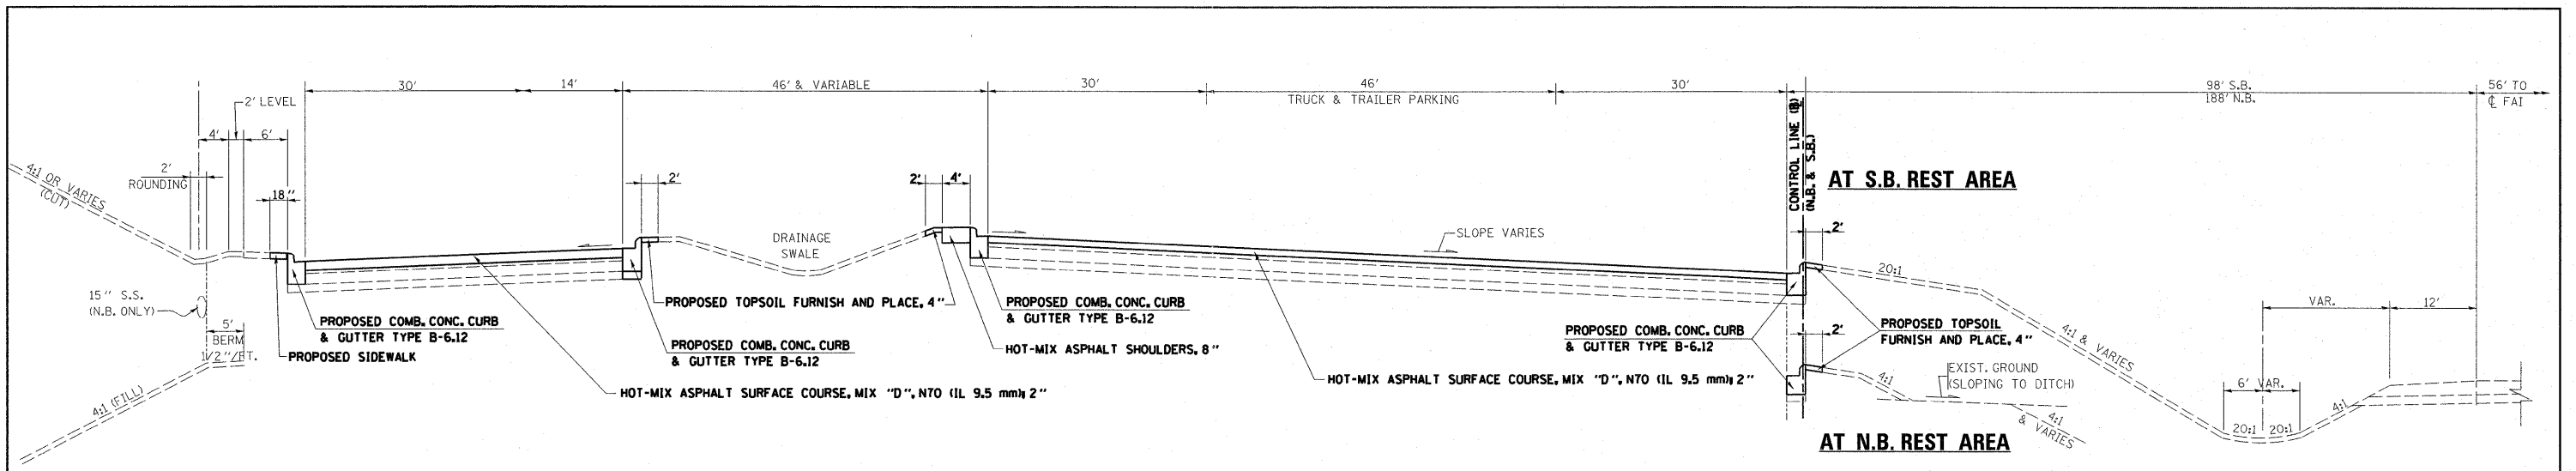 30'
14'
46' & VARIABLE
30'
46'
TRUCK & TRAILER PARKING
30'
98' S.B.
188' N.B.
56' TO
℄ FAI
2' LEVEL
4'
6'
2'
ROUNDING
18"
4:1 OR VARIES
(CUT)
2'
2'
4'
CONTROL LINE (B)
(N.B. & S.B.)
℄
AT S.B. REST AREA
2'
DRAINAGE
SWALE
SLOPE VARIES
20:1
15" S.S.
(N.B. ONLY)
5'
BERM
1/2"/FT.
4:1 (FILL)
PROPOSED COMB. CONC. CURB
& GUTTER TYPE B-6.12
PROPOSED SIDEWALK
PROPOSED TOPSOIL FURNISH AND PLACE, 4"
PROPOSED COMB. CONC. CURB
& GUTTER TYPE B-6.12
HOT-MIX ASPHALT SURFACE COURSE, MIX "D", N70 (IL 9.5 mm), 2"
PROPOSED COMB. CONC. CURB
& GUTTER TYPE B-6.12
HOT-MIX ASPHALT SHOULDERS, 8"
PROPOSED COMB. CONC. CURB
& GUTTER TYPE B-6.12
HOT-MIX ASPHALT SURFACE COURSE, MIX "D", N70 (IL 9.5 mm), 2"
2'
PROPOSED TOPSOIL
FURNISH AND PLACE, 4"
4:1
EXIST. GROUND
(SLOPING TO DITCH)
4:1
& VARIES
AT N.B. REST AREA
4:1 & VARIES
VAR.
12'
6' VAR.
20:1
20:1
4:1